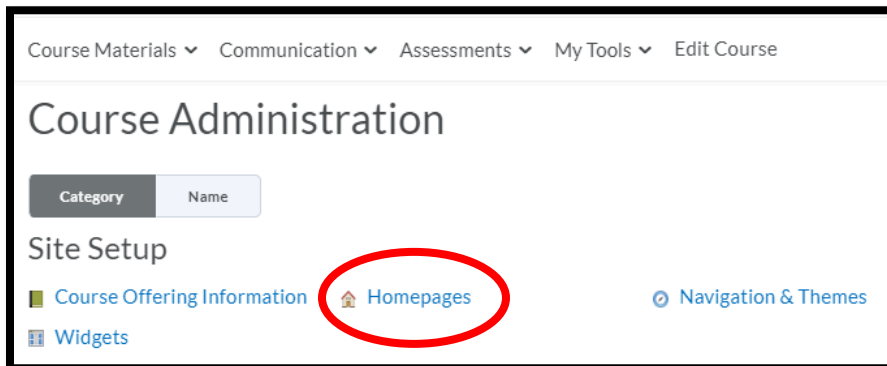 Course Materials Communication Assessments My Tools Edit Course
Course Administration
Category Name
Site Setup
Course Offering Information Homepages Navigation & Themes
Widgets